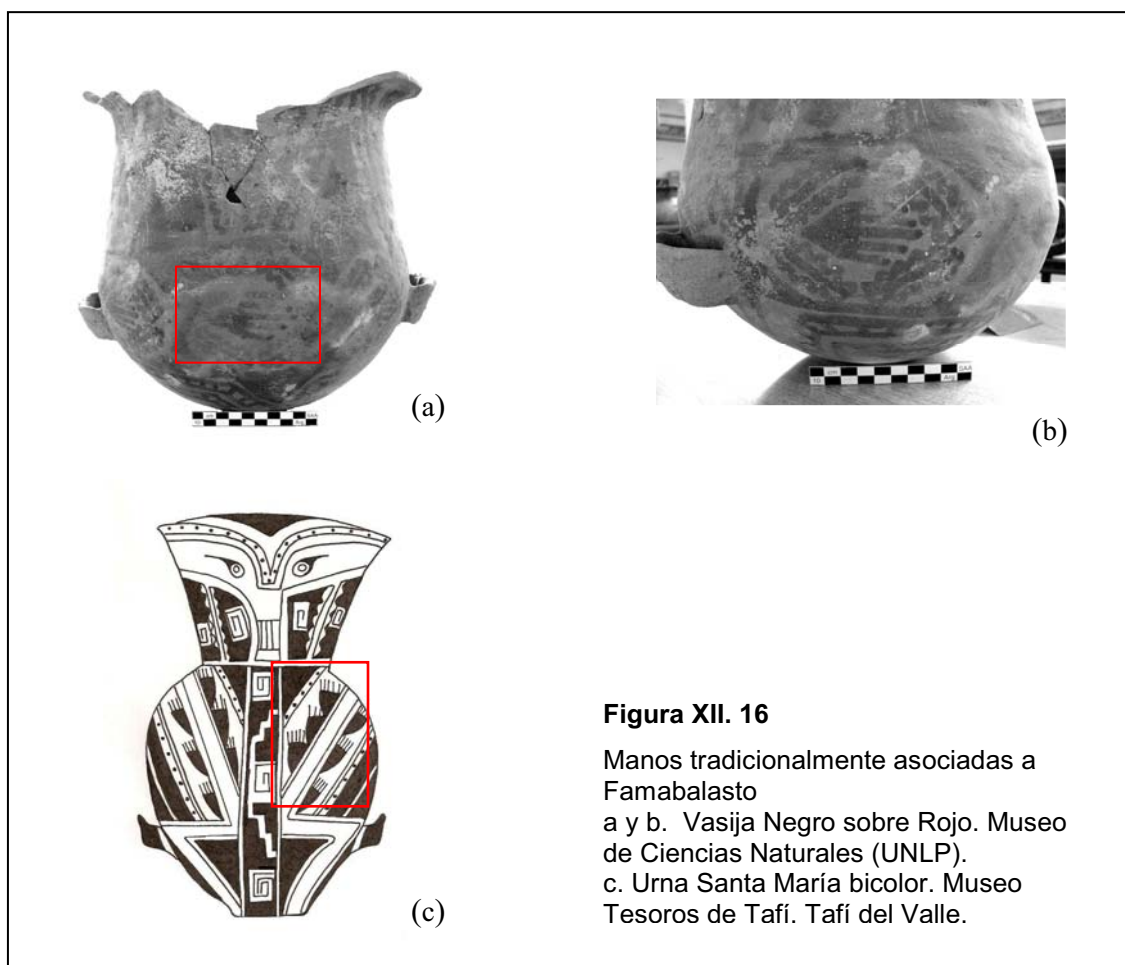 (a)
(b)
(c)
Figura XII. 16
Manos tradicionalmente asociadas a
Famabalasto
a y b. Vasija Negro sobre Rojo. Museo
de Ciencias Naturales (UNLP).
c. Urna Santa María bicolor. Museo
Tesoros de Tafí. Tafí del Valle.